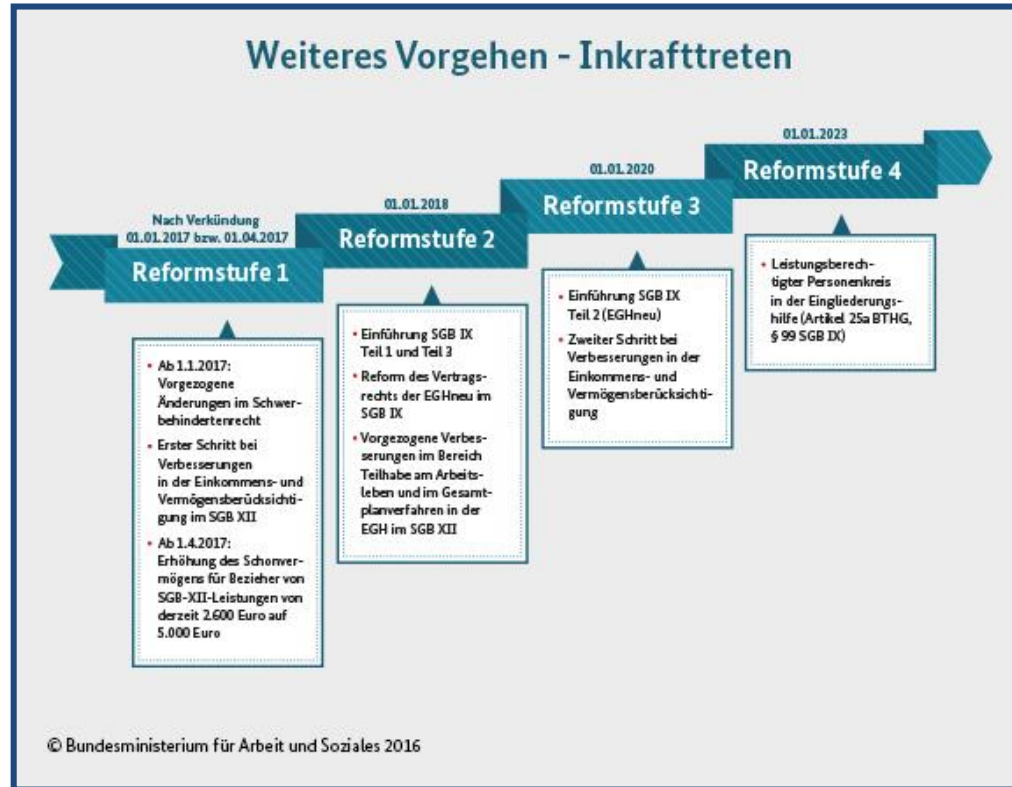 Weiteres Vorgehen - Inkrafttreten
Nach Verkündung
01.01.2017 bzw. 01.04.2017
Reformstufe 1
• Ab 1.1.2017:
Vorgezogene
Änderungen im Schwer-
behindertenrecht
• Erster Schritt bei
Verbesserungen
in der Einkommens- und
Vermögensberücksichti-
gung im SGB XII
• Ab 1.4.2017:
Erhöhung des Schonver-
mögens für Bezieher von
SGB-XII-Leistungen von
derzeit 2.600 Euro auf
5.000 Euro
01.01.2018
Reformstufe 2
• Einführung SGB IX
Teil 1 und Teil 3
• Reform des Vertrags-
rechts der EGHneu im
SGB IX
• Vorgezogene Verbes-
serungen im Bereich
Teilhabe am Arbeits-
leben und im Gesamt-
planverfahren in der
EGH im SGB XII
01.01.2020
Reformstufe 3
• Einführung SGB IX
Teil 2 (EGHneu)
• Zweiter Schritt bei
Verbesserungen in der
Einkommens- und
Vermögensberücksichti-
gung
01.01.2023
Reformstufe 4
• Leistungsberech-
tigter Personenkreis
in der Eingliederungs-
hilfe (Artikel 25a BTHG,
§ 99 SGB IX)
© Bundesministerium für Arbeit und Soziales 2016